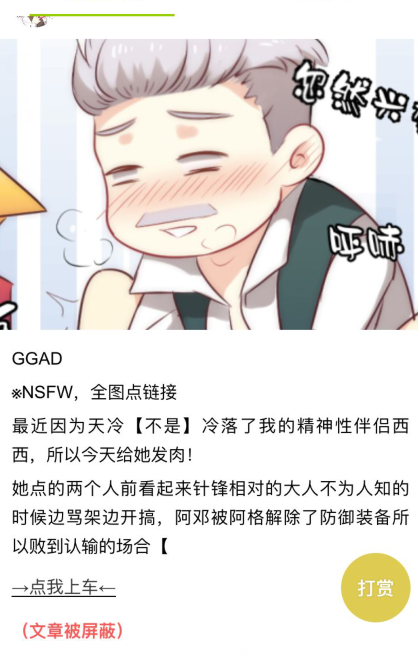 呼哧
GGAD
※NSFW，全图点链接
最近因为天冷【不是】冷落了我的精神性伴侣西
西，所以今天给她发肉！
她点的两个人前看起来针锋相对的大人不为人知的
时候边骂架边开搞，阿邓被阿格解除了防御装备所
以败到认输的场合【
→点我上车←
打赏
（文章被屏蔽）